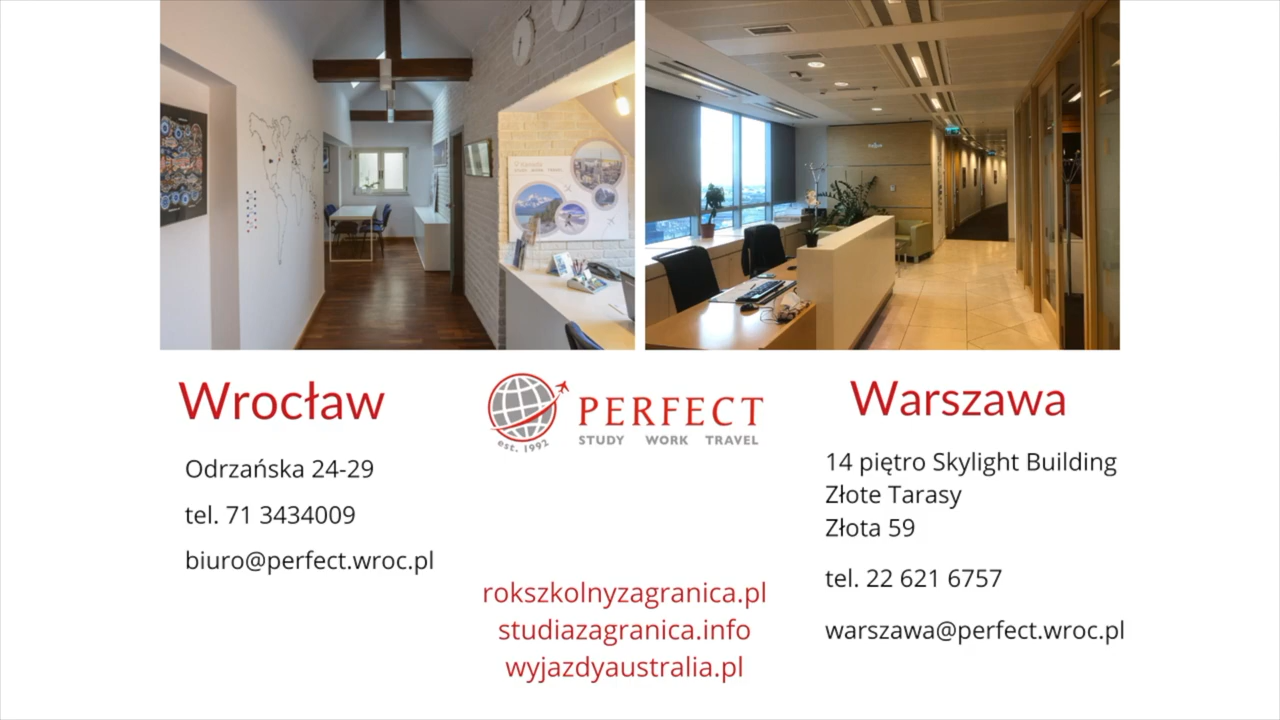 Wrocław
Odrzańska 24-29
tel. 71 3434009
biuro@perfect.wroc.pl
PERFECT
STUDY WORK TRAVEL
est. 1992
rokszkolnyzagranica.pl
studiazagranica.info
wyjazdyaustralia.pl
Warszawa
14 piętro Skylight Building
Złote Tarasy
Złota 59
tel. 22 621 6757
warszawa@perfect.wroc.pl